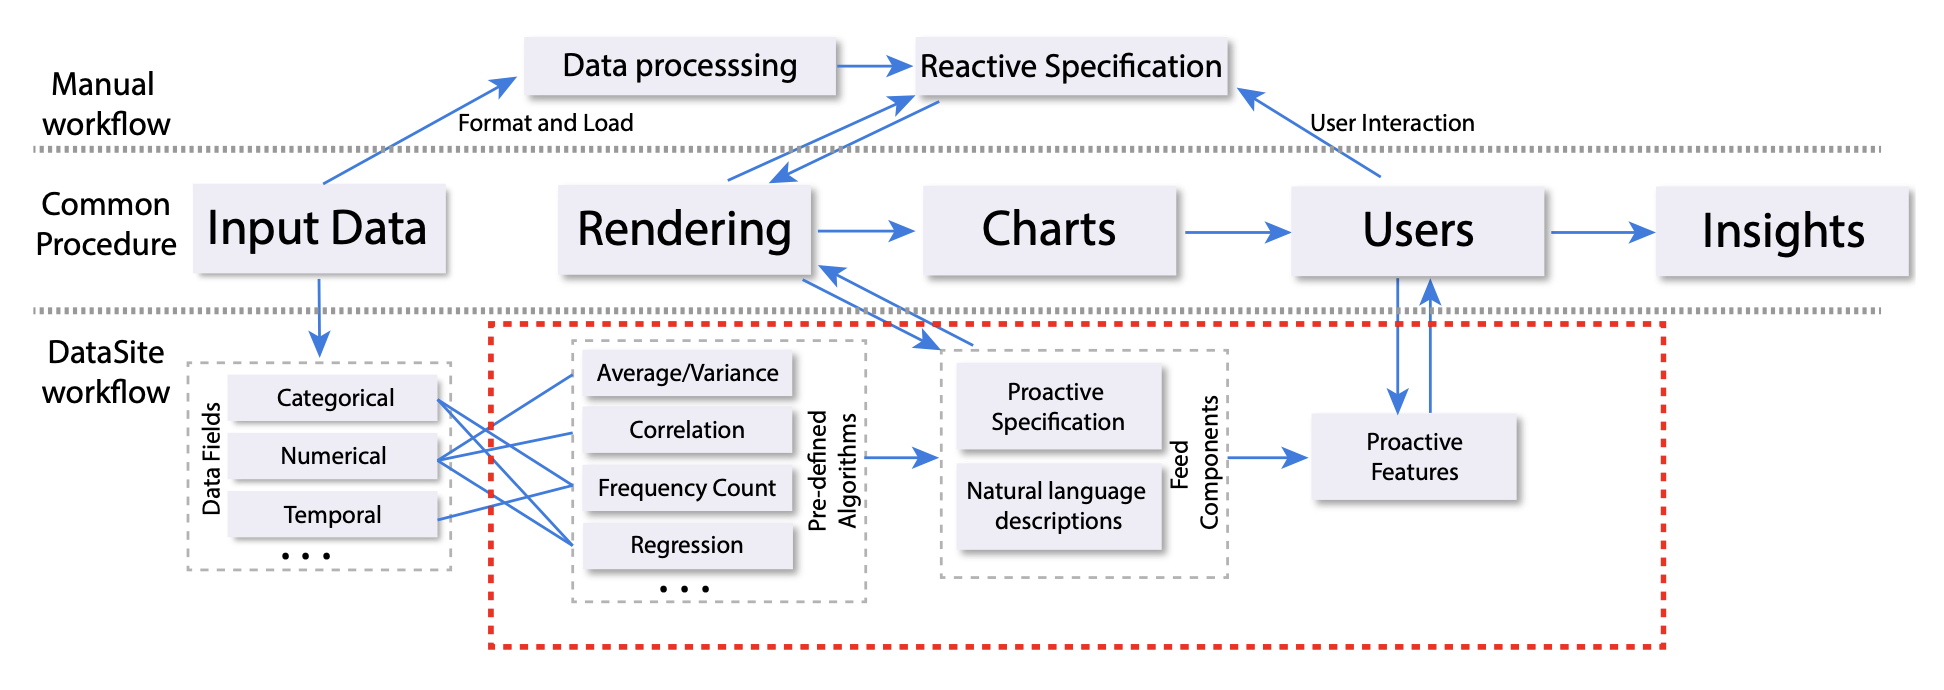 Manual
workflow
Data processsing
Reactive Specification
Format and Load
User Interaction
Common
Procedure
Input Data
Rendering
Charts
Users
Insights
DataSite
workflow
Data Fields
Categorical
Numerical
Temporal
...
Average/Variance
Correlation
Frequency Count
Regression
...
Pre-defined
Algorithms
Proactive
Specification
Natural language
descriptions
Feed
Components
Proactive
Features